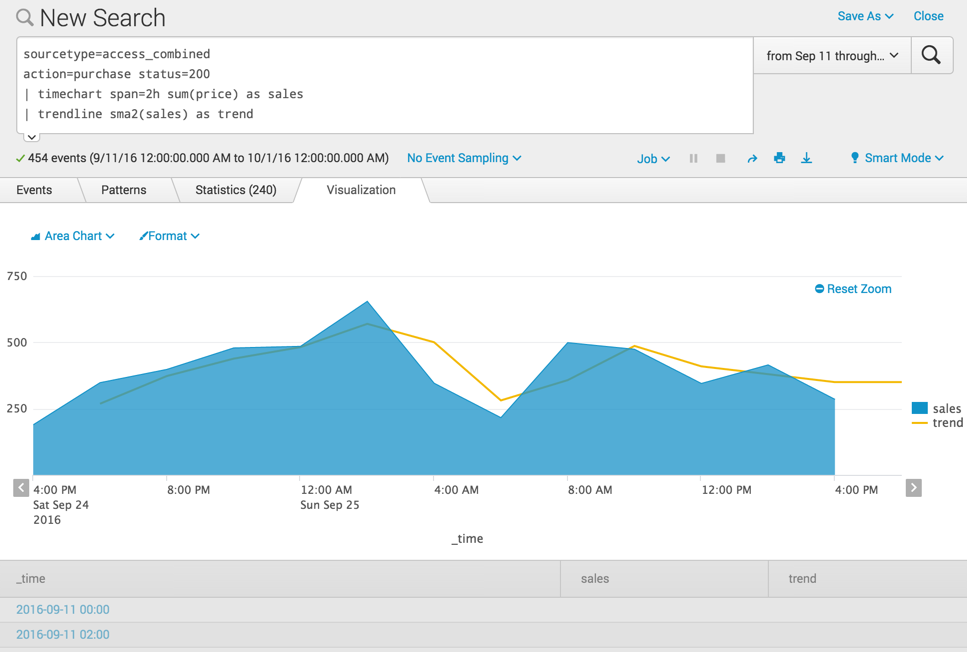 New Search
Save As
Close
sourcetype=access_combined
action=purchase status=200
| timechart span=2h sum(price) as sales
| trendline sma2(sales) as trend
from Sep 11 through...
454 events (9/11/16 12:00:00.000 AM to 10/1/16 12:00:00.000 AM)
No Event Sampling
Job
Smart Mode
Events
Patterns
Statistics (240)
Visualization
Area Chart
Format
750
Reset Zoom
500
250
sales
trend
4:00 PM
Sat Sep 24
2016
8:00 PM
12:00 AM
Sun Sep 25
4:00 AM
8:00 AM
12:00 PM
4:00 PM
_time
_time
sales
trend
2016-09-11 00:00
2016-09-11 02:00